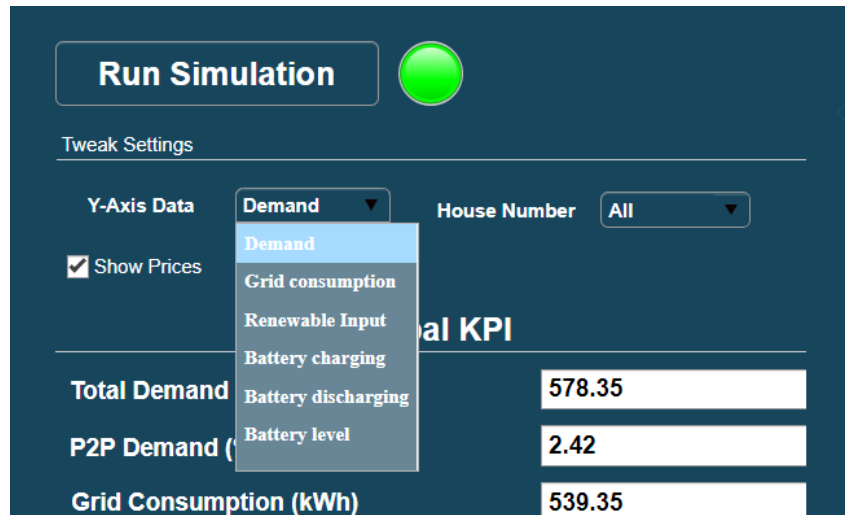 Run Simulation
Tweak Settings
Y-Axis Data Demand House Number All
Demand
Show Prices
Grid consumption
Renewable Input
Battery charging
Battery discharging
Battery level
KPI
Total Demand 578.35
P2P Demand 2.42
Grid Consumption (kWh) 539.35